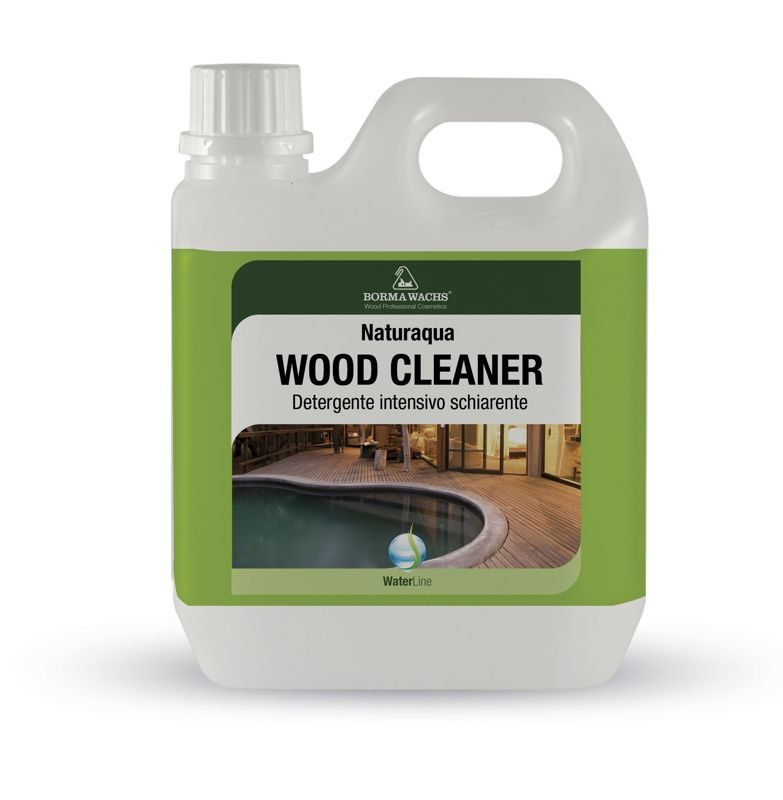 BORMA WACHS®
Wood Professional Cosmetics
Naturaqua
WOOD CLEANER
Detergente intensivo schiarente
WaterLine